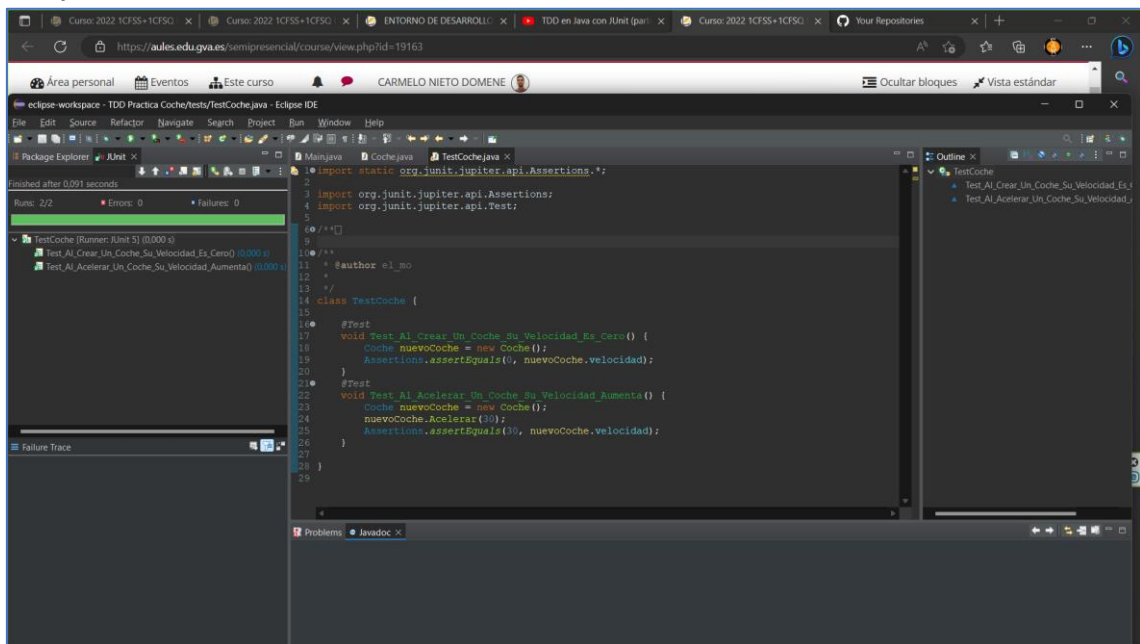 Curso: 2022 1CFSS+1CFSQ
Curso: 2022 1CFSS+1CFSQ
ENTORNO DE DESARROLLO
TDD en Java con JUnit (part
Curso: 2022 1CFSS+1CFSQ
Your Repositories
https://aules.edu.gva.es/semipresencial/course/view.php?id=19163
Área personal
Eventos
Este curso
CARMELO NIETO DOMENE
Ocultar bloques
Vista estándar
eclipse-workspace - TDD Practica Coche/tests/TestCoche.java - Eclipse IDE
File Edit Source Refactor Navigate Search Project Run Window Help
Package Explorer
JUnit
Finished after 0,091 seconds
Runs: 2/2
Errors: 0
Failures: 0
TestCoche [Runner: JUnit 5] (0,000 s)
Test_Al_Crear_Un_Coche_Su_Velocidad_Es_Cero() (0,000 s)
Test_Al_Acelerar_Un_Coche_Su_Velocidad_Aumenta() (0,000 s)
Failure Trace
Main.java
Coche.java
TestCoche.java
1 import static org.junit.jupiter.api.Assertions.*;
2
3 import org.junit.jupiter.api.Assertions;
4 import org.junit.jupiter.api.Test;
5
6 /**
9
10 /**
11 * @author el_mo
12 *
13 */
14 class TestCoche {
15
16 @Test
17 void Test_Al_Crear_Un_Coche_Su_Velocidad_Es_Cero() {
18 Coche nuevoCoche = new Coche();
19 Assertions.assertEquals(0, nuevoCoche.velocidad);
20 }
21 @Test
22 void Test_Al_Acelerar_Un_Coche_Su_Velocidad_Aumenta() {
23 Coche nuevoCoche = new Coche();
24 nuevoCoche.Acelerar(30);
25 Assertions.assertEquals(30, nuevoCoche.velocidad);
26 }
27
28 }
29
Outline
TestCoche
Test_Al_Crear_Un_Coche_Su_Velocidad_Es_
Test_Al_Acelerar_Un_Coche_Su_Velocidad_
Problems
Javadoc